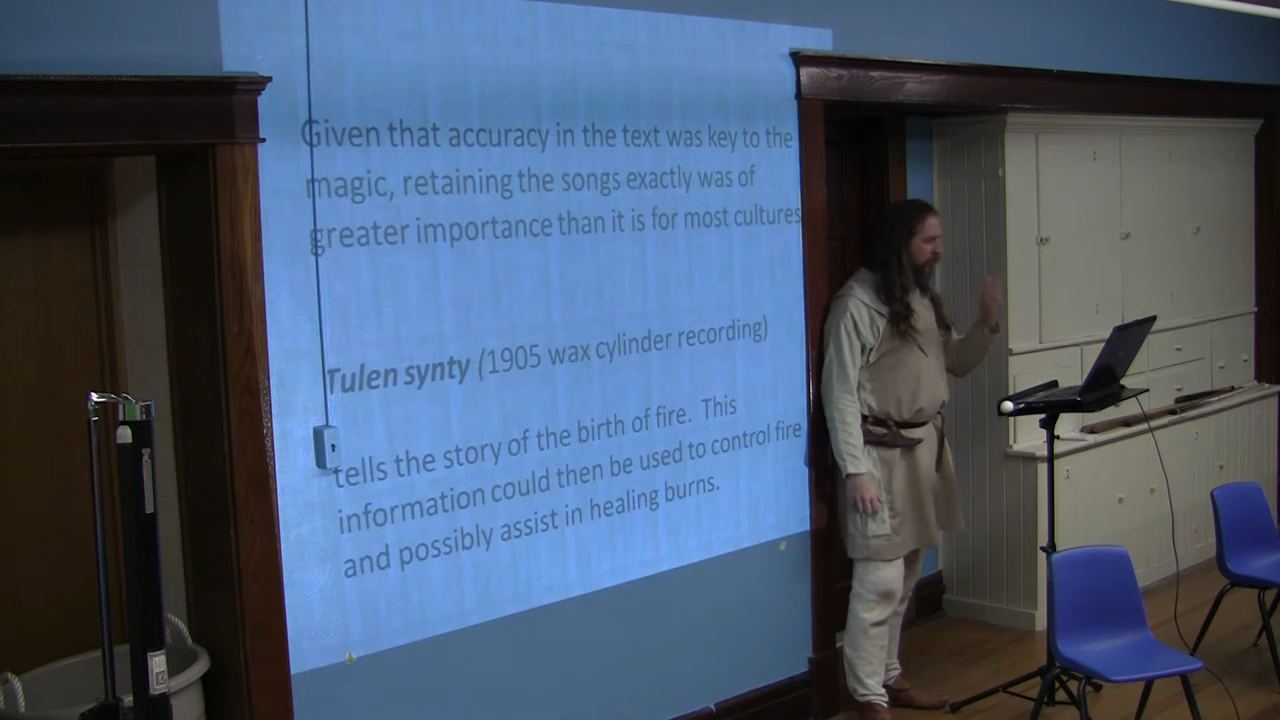 Given that accuracy in the text was key to the
magic, retaining the songs exactly was of
greater importance than it is for most cultures
Tulen synty (1905 wax cylinder recording)
tells the story of the birth of fire. This
information could then be used to control fire
and possibly assist in healing burns.